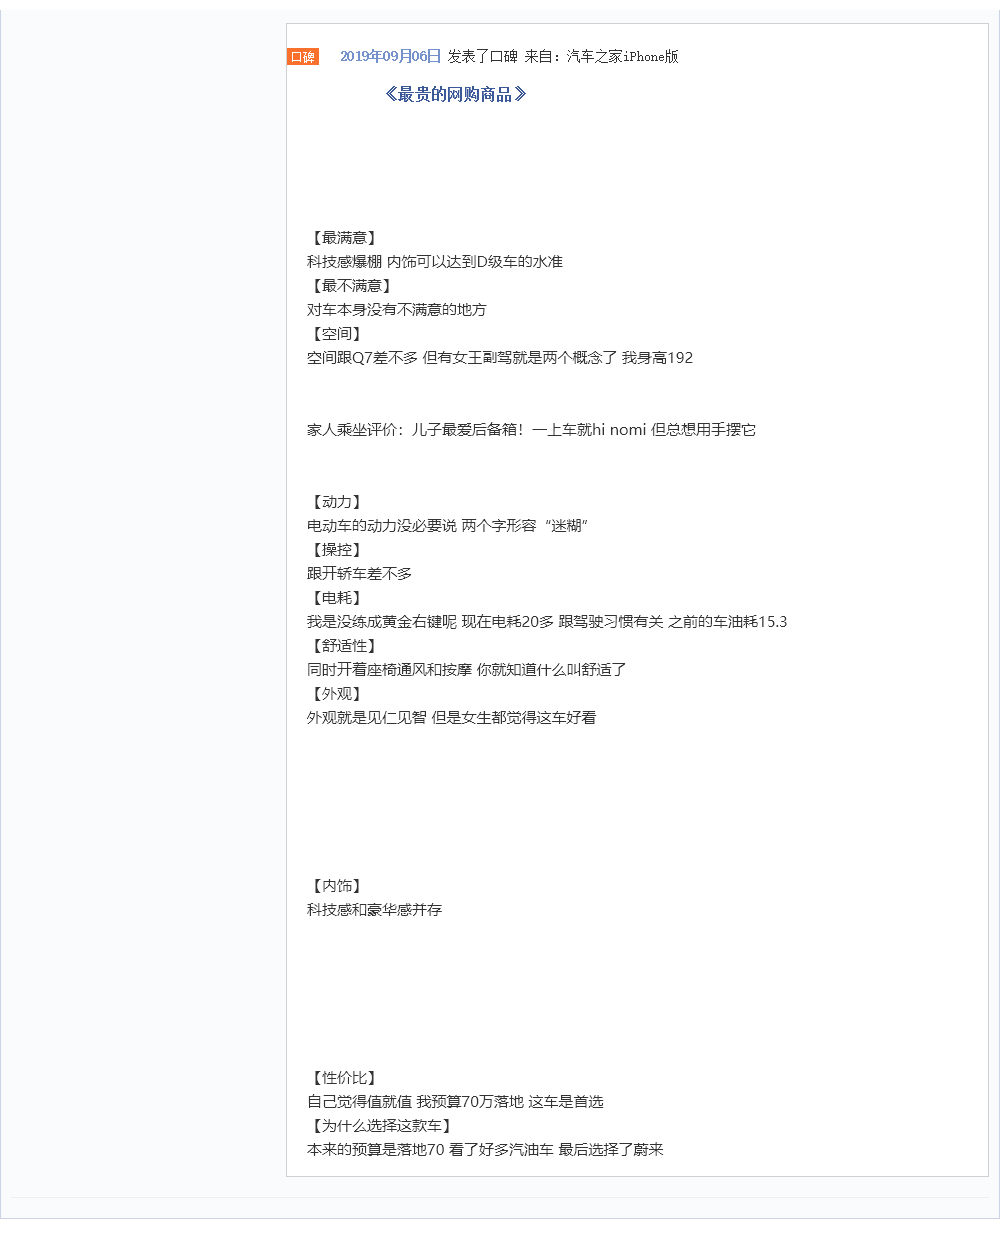 口碑 2019年09月06日 发表了口碑 来自：汽车之家iPhone版
《最贵的网购商品》
【最满意】
科技感爆棚 内饰可以达到D级车的水准
【最不满意】
对车本身没有不满意的地方
【空间】
空间跟Q7差不多 但有女王副驾就是两个概念了 我身高192
家人乘坐评价：儿子最爱后备箱！一上车就hi nomi 但总想用手摆它
【动力】
电动车的动力没必要说 两个字形容“迷糊”
【操控】
跟开轿车差不多
【电耗】
我是没练成黄金右键呢 现在电耗20多 跟驾驶习惯有关 之前的车油耗15.3
【舒适性】
同时开着座椅通风和按摩 你就知道什么叫舒适了
【外观】
外观就是见仁见智 但是女生都觉得这车好看
【内饰】
科技感和豪华感并存
【性价比】
自己觉得值就值 我预算70万落地 这车是首选
【为什么选择这款车】
本来的预算是落地70 看了好多汽油车 最后选择了蔚来